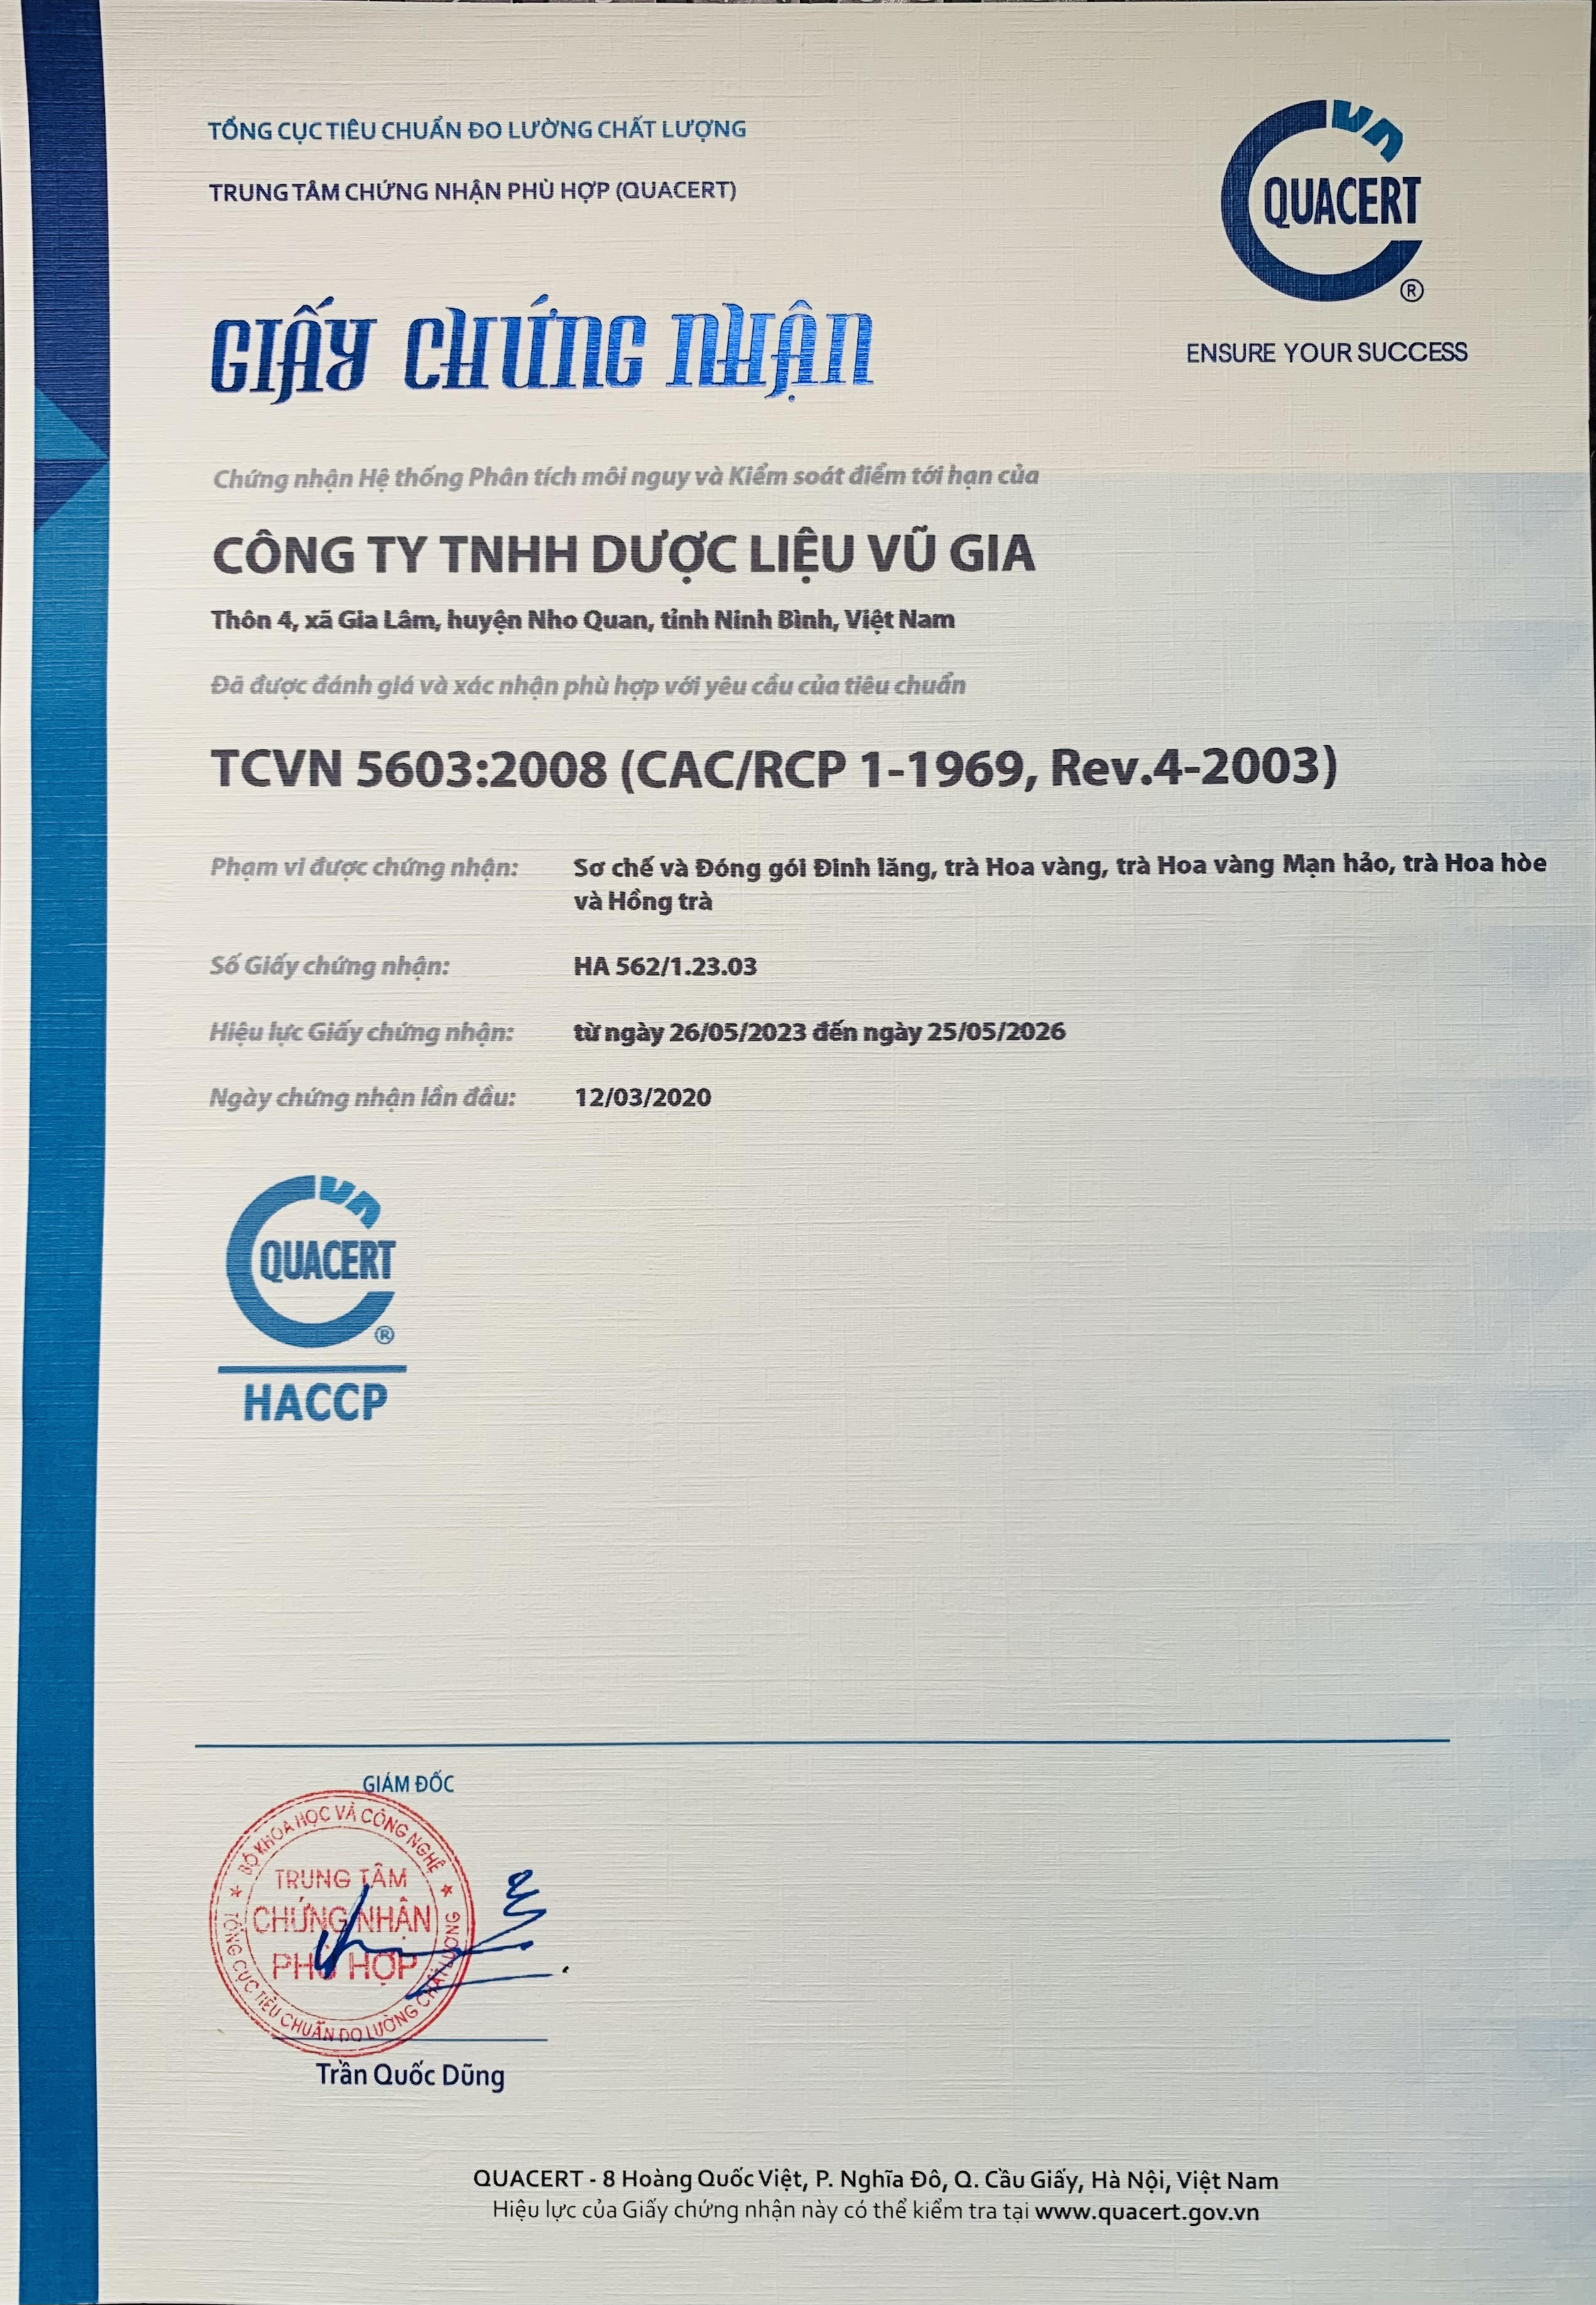 TỔNG CỤC TIÊU CHUẨN ĐO LƯỜNG CHẤT LƯỢNG
TRUNG TÂM CHỨNG NHẬN PHÙ HỢP (QUACERT)
VN
QUACERT
®
ENSURE YOUR SUCCESS
GIẤY CHỨNG NHẬN
Chứng nhận Hệ thống Phân tích môi nguy và Kiểm soát điểm tới hạn của
CÔNG TY TNHH DƯỢC LIỆU VŨ GIA
Thôn 4, xã Gia Lâm, huyện Nho Quan, tỉnh Ninh Bình, Việt Nam
Đã được đánh giá và xác nhận phù hợp với yêu cầu của tiêu chuẩn
TCVN 5603:2008 (CAC/RCP 1-1969, Rev.4-2003)
Phạm vi được chứng nhận: Sơ chế và Đóng gói Đinh lăng, trà Hoa vàng, trà Hoa vàng Mạn hảo, trà Hoa hòe
và Hồng trà
Số Giấy chứng nhận: HA 562/1.23.03
Hiệu lực Giấy chứng nhận: từ ngày 26/05/2023 đến ngày 25/05/2026
Ngày chứng nhận lần đầu: 12/03/2020
VN
QUACERT
®
HACCP
GIÁM ĐỐC
BỘ KHOA HỌC VÀ CÔNG NGHỆ
TRUNG TÂM
CHỨNG NHẬN
PHÙ HỢP
TỔNG CỤC TIÊU CHUẨN ĐO LƯỜNG CHẤT LƯỢNG
Trần Quốc Dũng
QUACERT - 8 Hoàng Quốc Việt, P. Nghĩa Đô, Q. Cầu Giấy, Hà Nội, Việt Nam
Hiệu lực của Giấy chứng nhận này có thể kiểm tra tại www.quacert.gov.vn